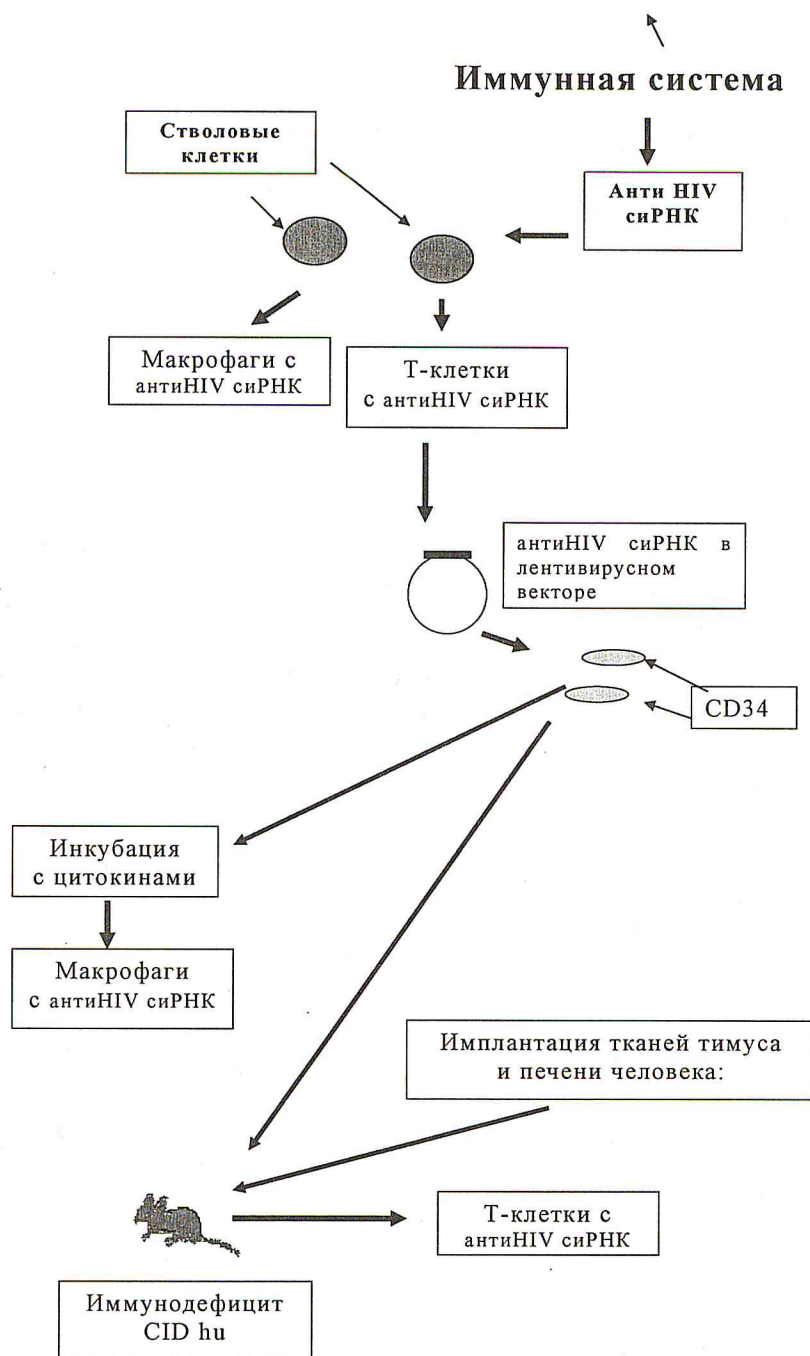 Иммунная система
Стволовые
клетки
Анти HIV
сиРНК
Макрофаги с
антиHIV сиРНК
Т-клетки
с антиHIV сиРНК
антиHIV сиРНК в
лентивирусном
векторе
CD34
Инкубация
с цитокинами
Макрофаги
с антиHIV сиРНК
Имплантация тканей тимуса
и печени человека:
Т-клетки с
антиHIV сиРНК
Иммунодефицит
CID hu